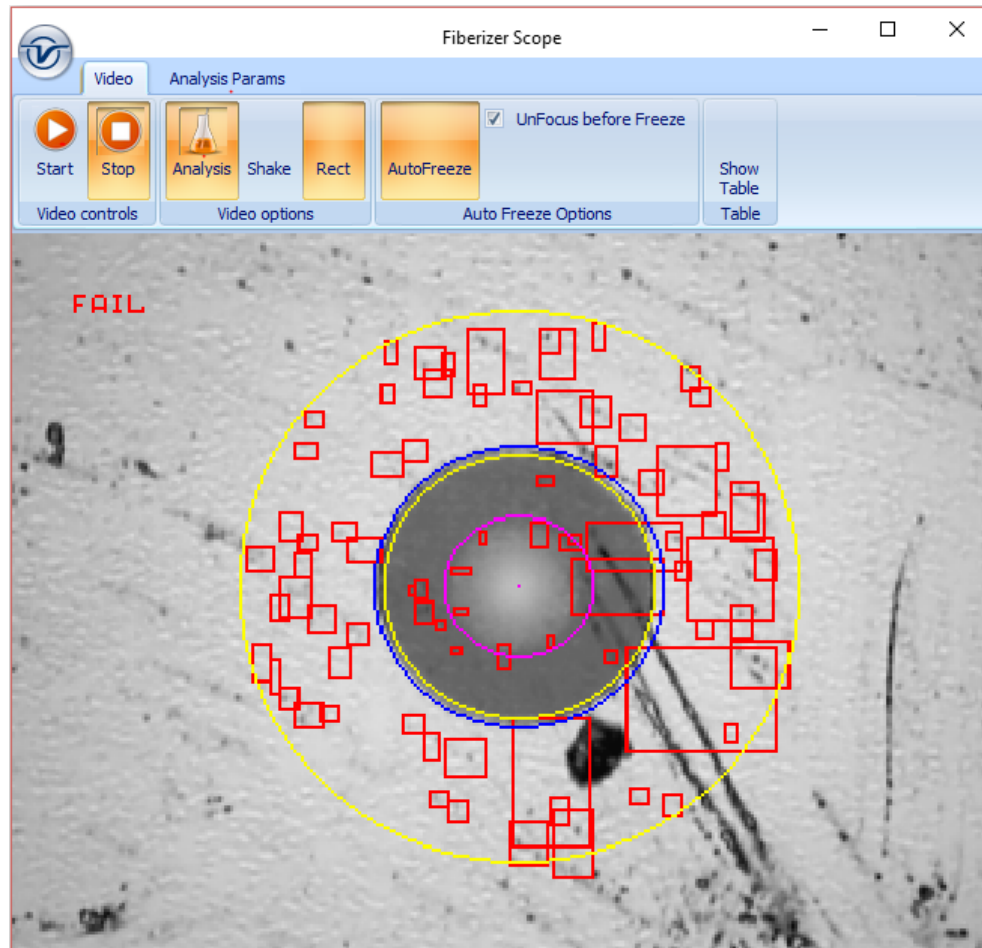 Fiberizer Scope
Video Analysis Params
Start Stop Analysis Shake Rect AutoFreeze UnFocus before Freeze Show Table
Video controls Video options Auto Freeze Options Table
FAIL